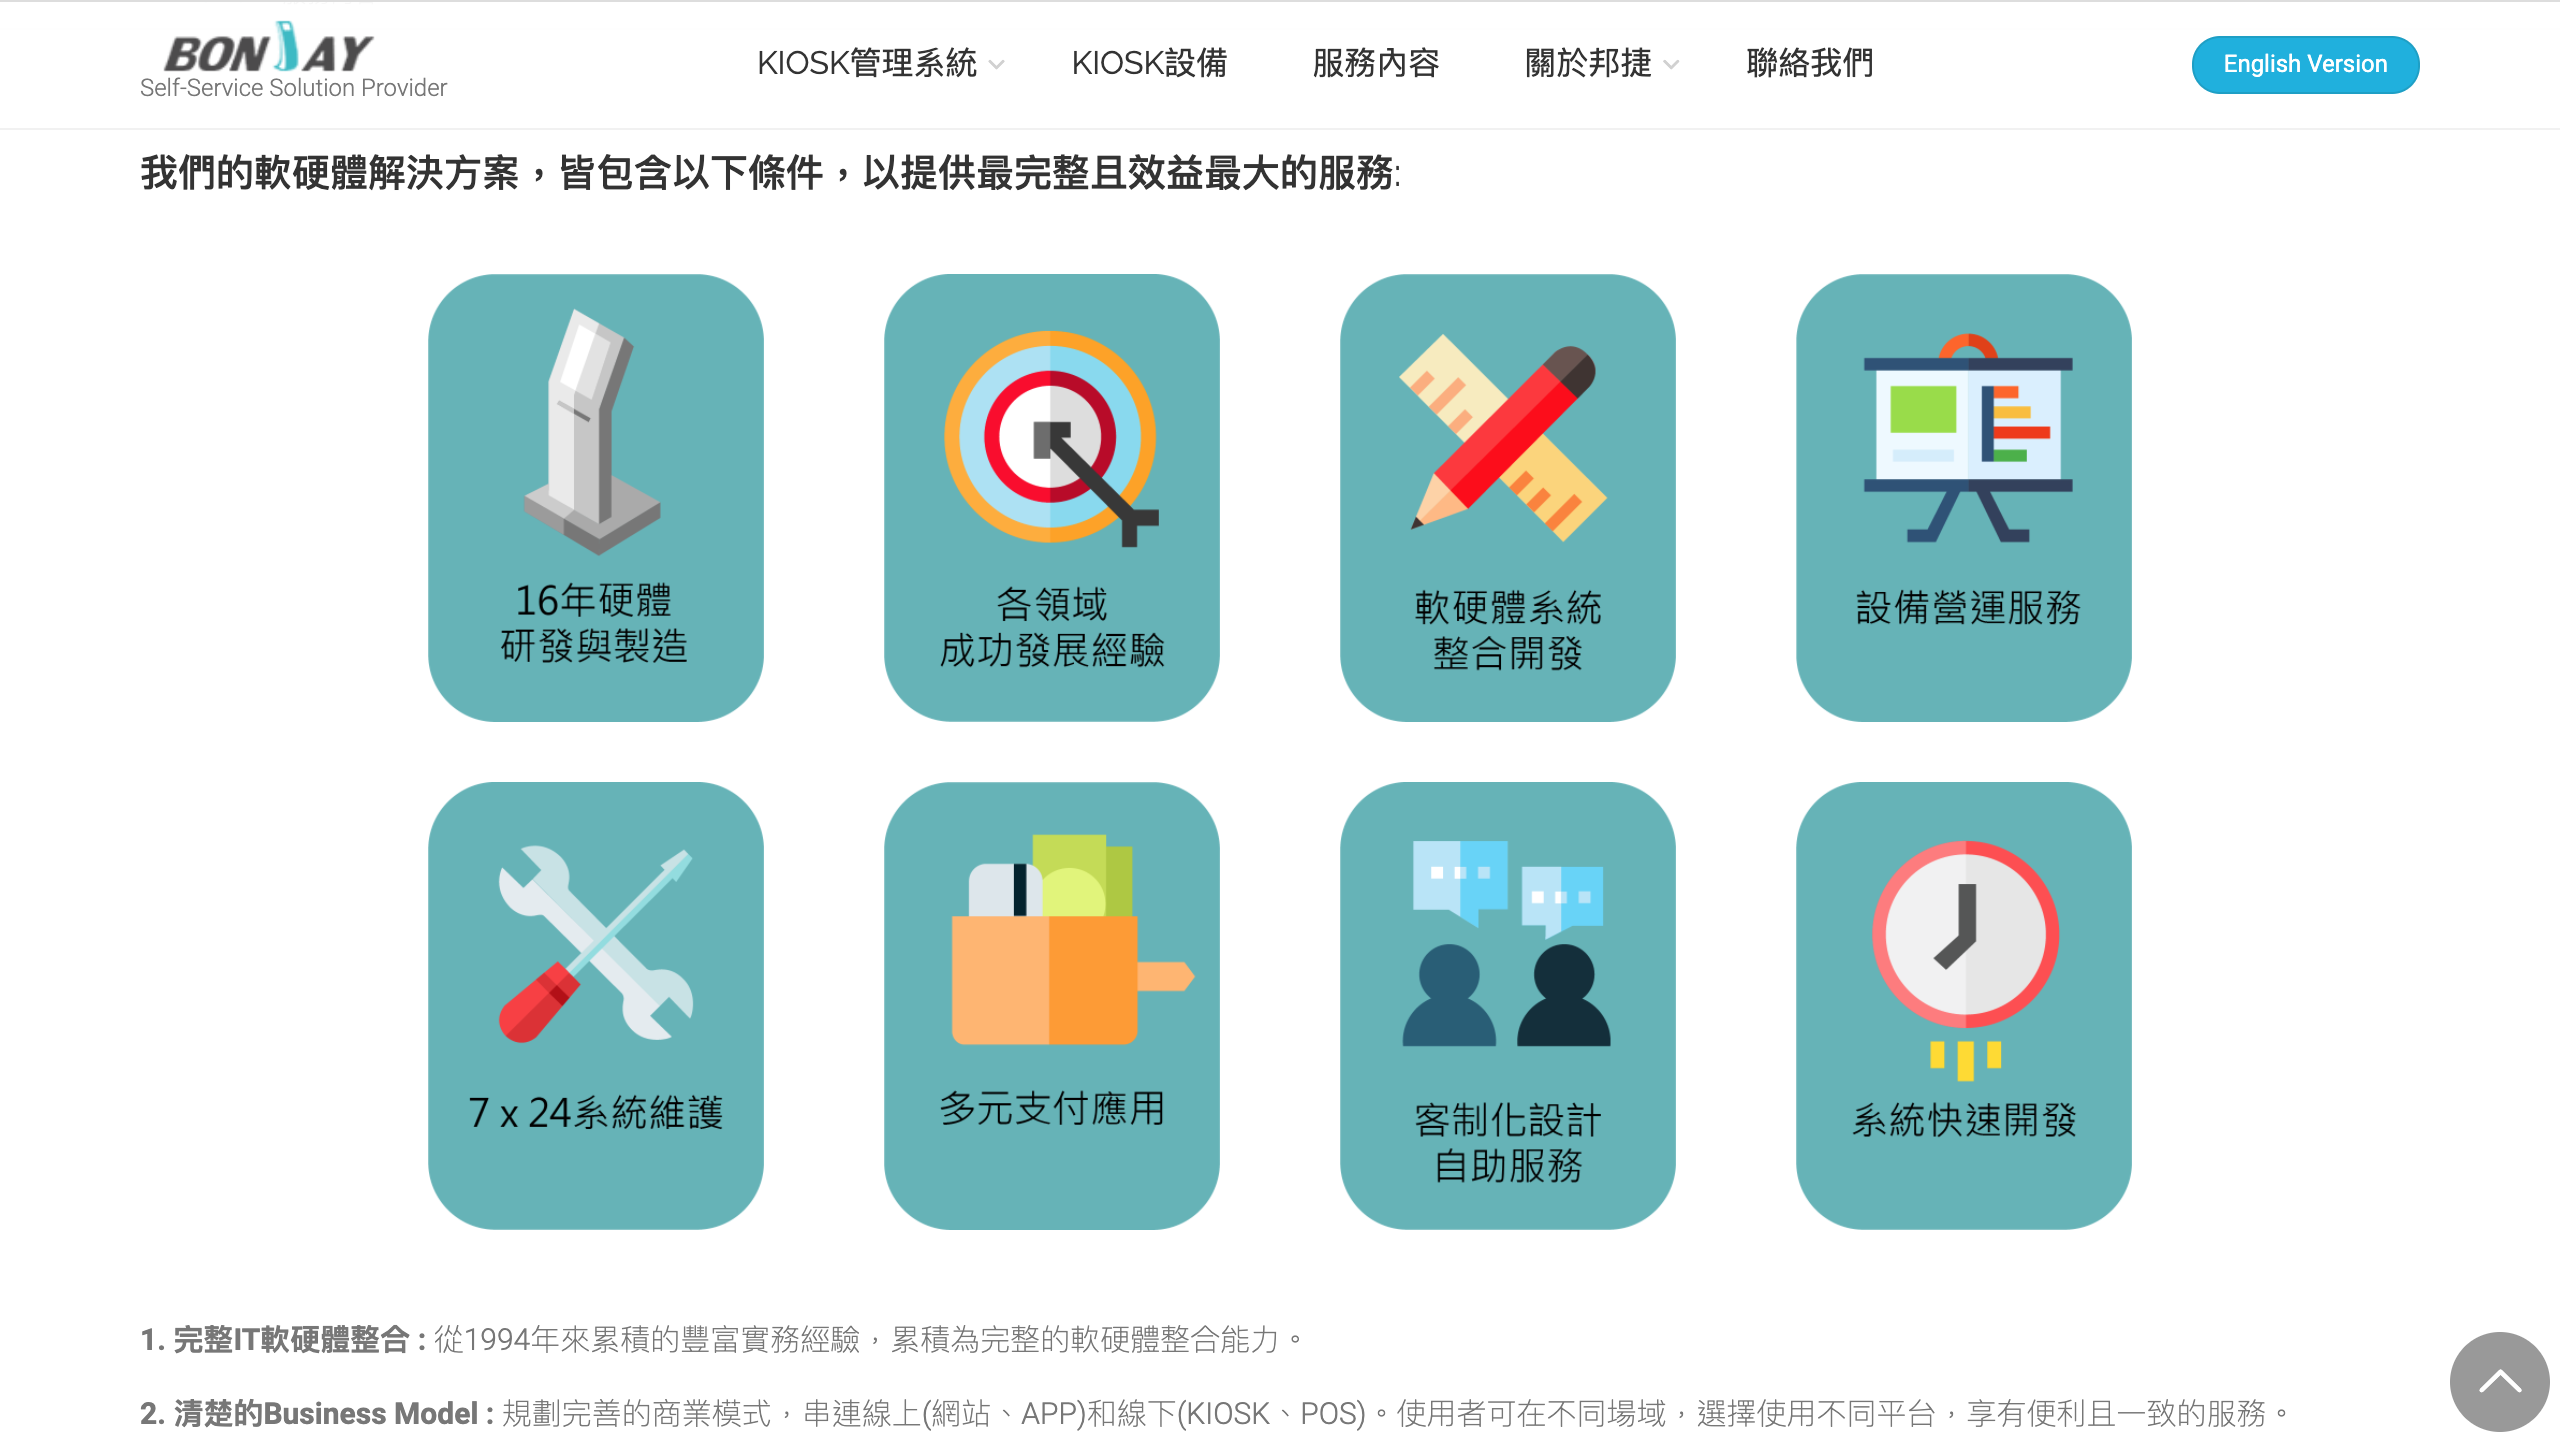 BONJAY
Self-Service Solution Provider
KIOSK管理系統
KIOSK設備
服務內容
關於邦捷
聯絡我們
English Version
我們的軟硬體解決方案，皆包含以下條件，以提供最完整且效益最大的服務:
16年硬體
研發與製造
各領域
成功發展經驗
軟硬體系統
整合開發
設備營運服務
7 x 24系統維護
多元支付應用
客制化設計
自助服務
系統快速開發
1. 完整IT軟硬體整合 : 從1994年來累積的豐富實務經驗，累積為完整的軟硬體整合能力。
2. 清楚的Business Model : 規劃完善的商業模式，串連線上(網站、APP)和線下(KIOSK、POS)。使用者可在不同場域，選擇使用不同平台，享有便利且一致的服務。